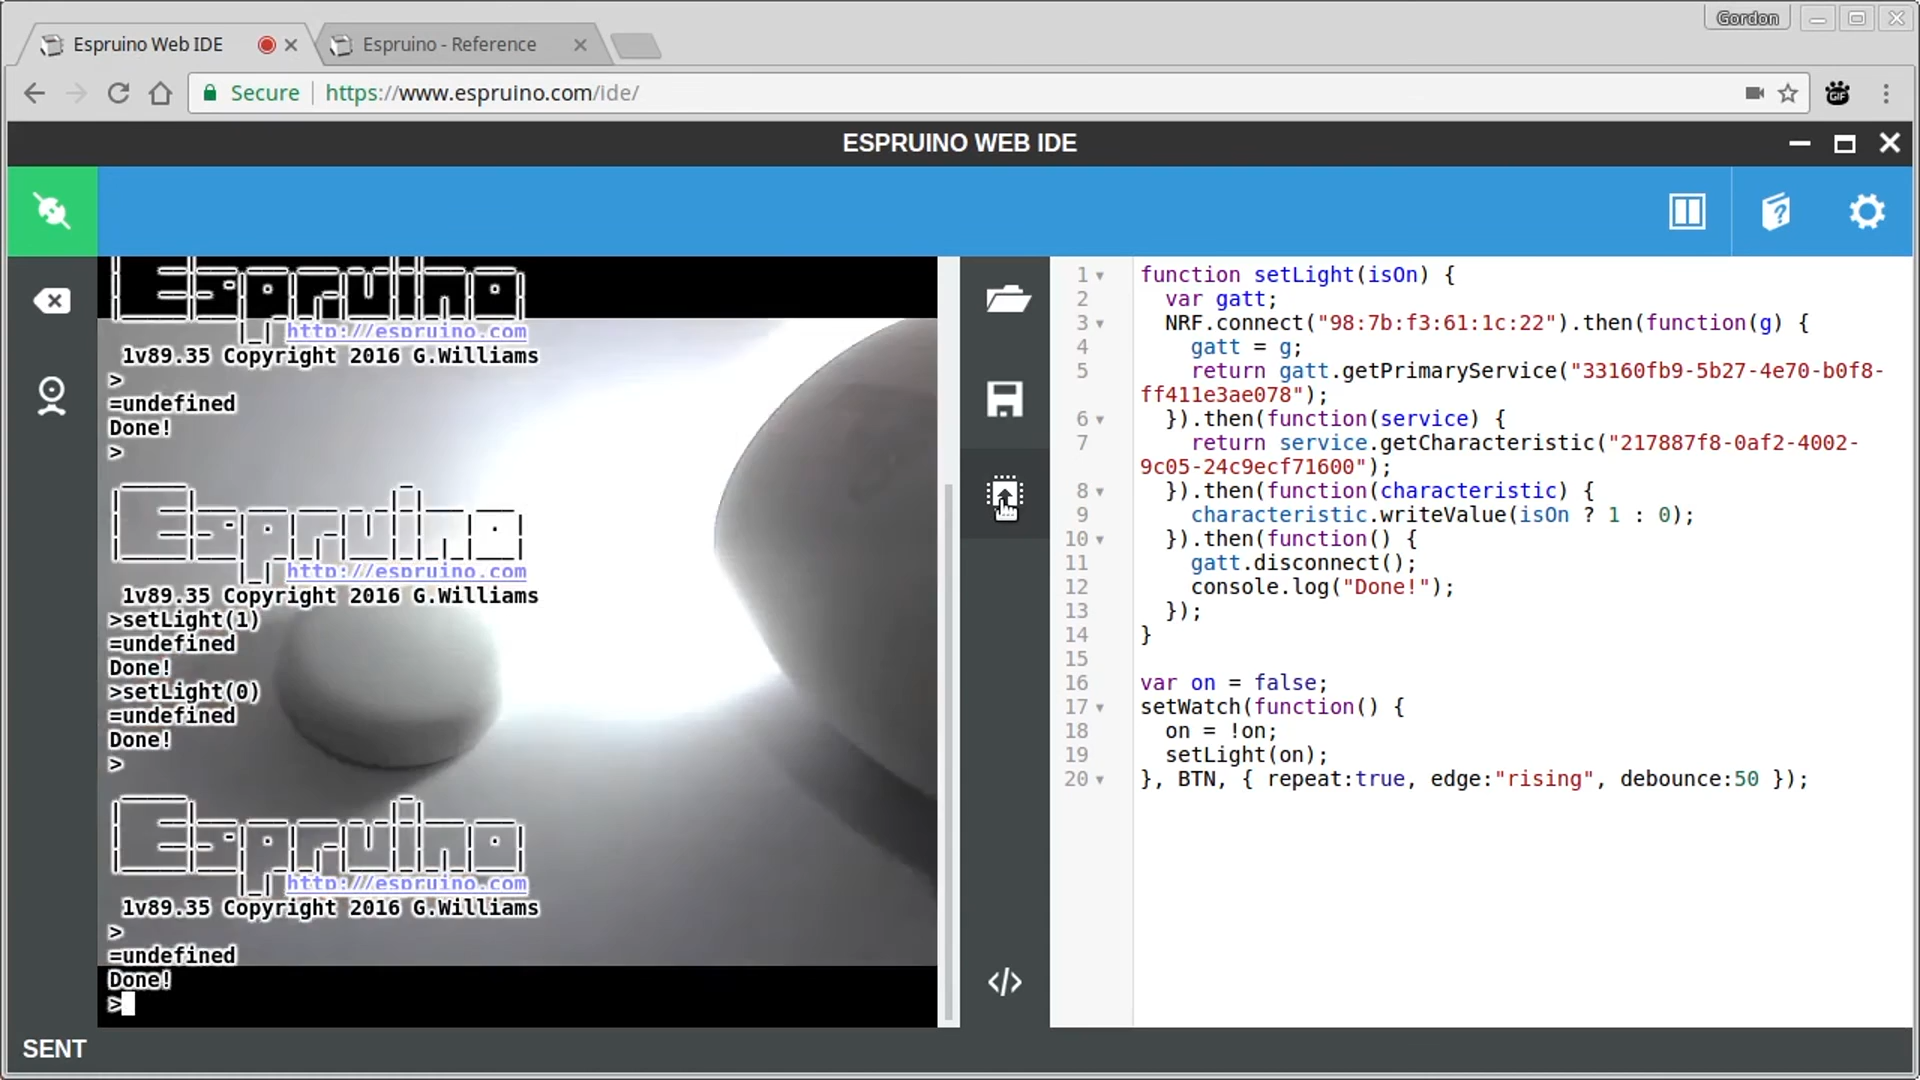 Gordon
Espruino Web IDE
Espruino - Reference
Secure
https://www.espruino.com/ide/
GIF
ESPRUINO WEB IDE
Espruino
http://espruino.com
1v89.35 Copyright 2016 G.Williams
>
=undefined
Done!
>
Espruino
http://espruino.com
1v89.35 Copyright 2016 G.Williams
>setLight(1)
=undefined
Done!
>setLight(0)
=undefined
Done!
>
Espruino
http://espruino.com
1v89.35 Copyright 2016 G.Williams
>
=undefined
Done!
>
SENT
1 function setLight(isOn) {
2 var gatt;
3 NRF.connect("98:7b:f3:61:1c:22").then(function(g) {
4 gatt = g;
5 return gatt.getPrimaryService("33160fb9-5b27-4e70-b0f8-
ff411e3ae078");
6 }).then(function(service) {
7 return service.getCharacteristic("217887f8-0af2-4002-
9c05-24c9ecf71600");
8 }).then(function(characteristic) {
9 characteristic.writeValue(isOn ? 1 : 0);
10 }).then(function() {
11 gatt.disconnect();
12 console.log("Done!");
13 });
14 }
15
16 var on = false;
17 setWatch(function() {
18 on = !on;
19 setLight(on);
20 }, BTN, { repeat:true, edge:"rising", debounce:50 });